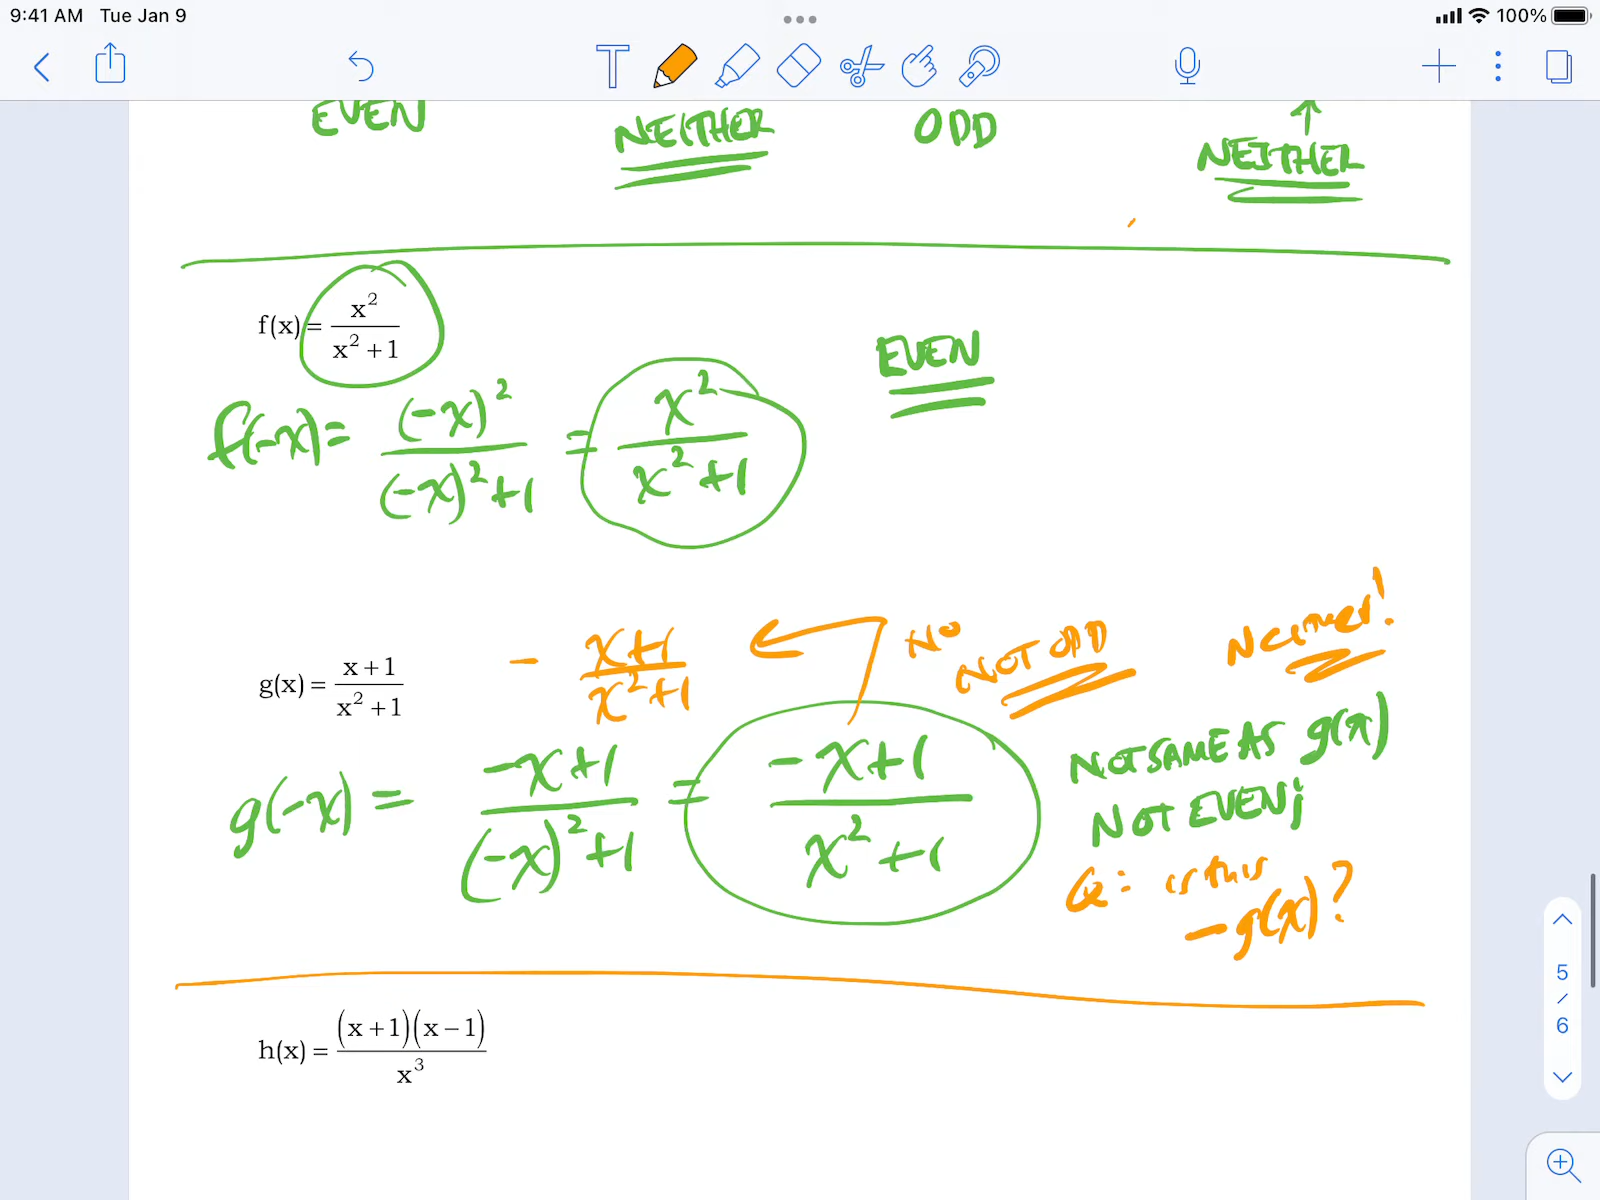 9:41 AM Tue Jan 9
100%
EVEN NEITHER ODD NEITHER
f(x) = x² / (x² + 1)
EVEN
f(-x) = (-x)² / ((-x)² + 1) = x² / (x² + 1)
- (x+1) / (x²+1) NO NOT ODD NEITHER!
g(x) = (x + 1) / (x² + 1)
g(-x) = (-x+1) / ((-x)² + 1) = (-x+1) / (x² + 1)
NOT SAME AS g(x)
NOT EVEN;
Q: is this
-g(x)?
h(x) = (x + 1)(x - 1) / x³
5
/
6